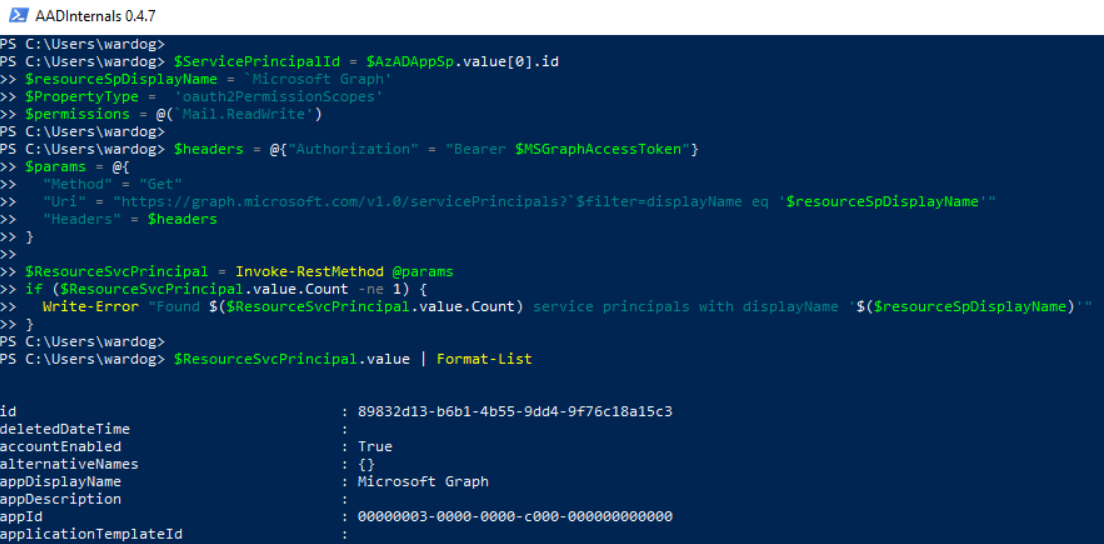 AADInternals 0.4.7
PS C:\Users\wardog>
PS C:\Users\wardog> $ServicePrincipalId = $AzADAppSp.value[0].id
>> $resourceSpDisplayName = `Microsoft Graph'
>> $PropertyType =  'oauth2PermissionScopes'
>> $permissions = @(`Mail.ReadWrite')
PS C:\Users\wardog>
PS C:\Users\wardog> $headers = @{"Authorization" = "Bearer $MSGraphAccessToken"}
>> $params = @{
>>   "Method" = "Get"
>>   "Uri" = "https://graph.microsoft.com/v1.0/servicePrincipals?`$filter=displayName eq '$resourceSpDisplayName'"
>>   "Headers" = $headers
>> }
>>
>> $ResourceSvcPrincipal = Invoke-RestMethod @params
>> if ($ResourceSvcPrincipal.value.Count -ne 1) {
>>   Write-Error "Found $($ResourceSvcPrincipal.value.Count) service principals with displayName '$($resourceSpDisplayName)'"
>> }
PS C:\Users\wardog>
PS C:\Users\wardog> $ResourceSvcPrincipal.value | Format-List
id : 89832d13-b6b1-4b55-9dd4-9f76c18a15c3
deletedDateTime :
accountEnabled : True
alternativeNames : {}
appDisplayName : Microsoft Graph
appDescription :
appId : 00000003-0000-0000-c000-000000000000
applicationTemplateId :